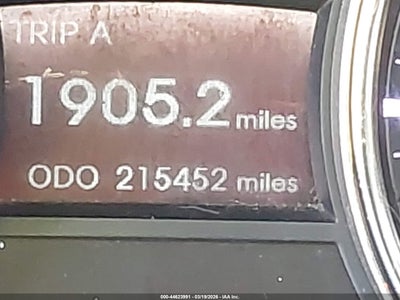 TRIP A
1905.2 miles
ODO 215452 miles
000-44623991 - 03/19/2026 - IAA Inc.